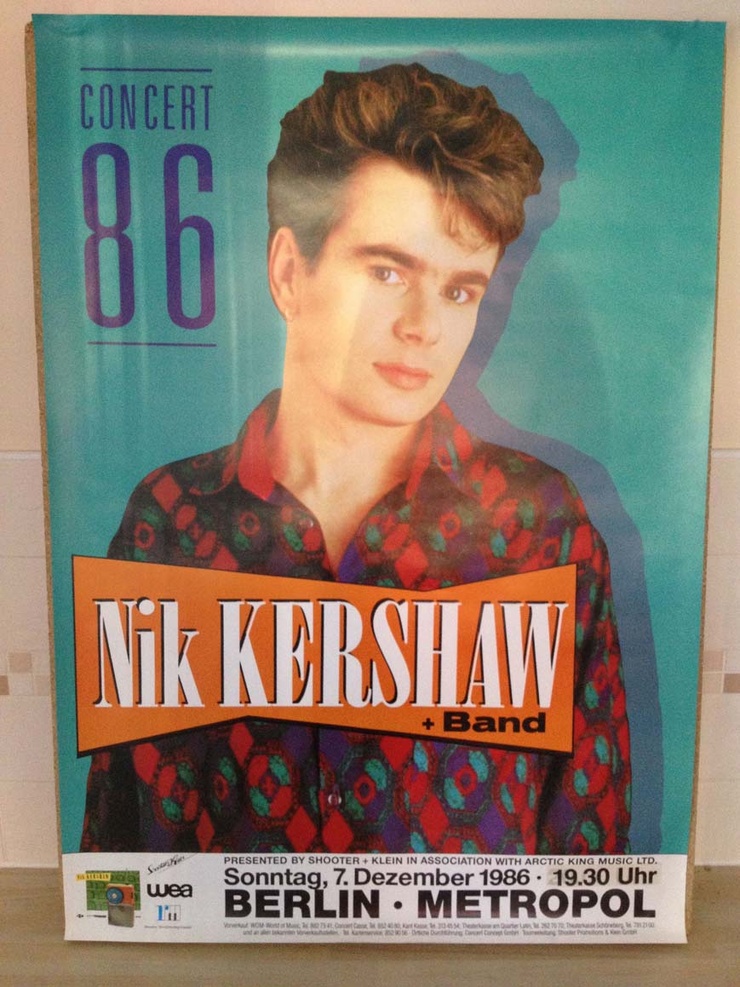 CONCERT
86
Nik KERSHAW
+ Band
PRESENTED BY SHOOTER + KLEIN IN ASSOCIATION WITH ARCTIC KING MUSIC LTD.
Sonntag, 7. Dezember 1986 · 19.30 Uhr
BERLIN · METROPOL
wea